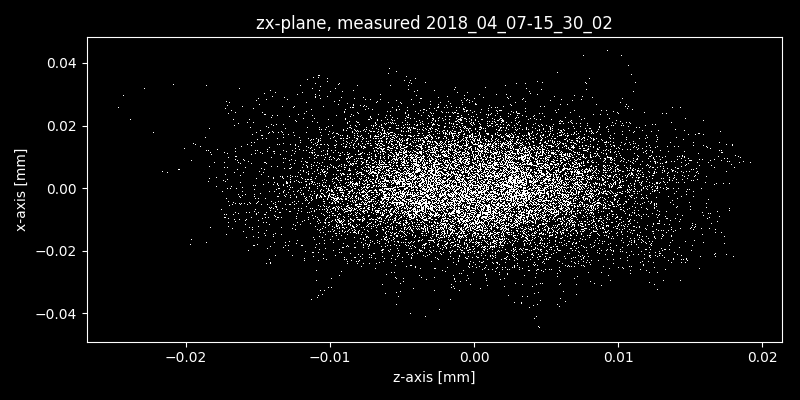 zx-plane, measured 2018_04_07-15_30_02
0.04
0.02
0.00
−0.02
−0.04
x-axis [mm]
−0.02 −0.01 0.00 0.01 0.02
z-axis [mm]